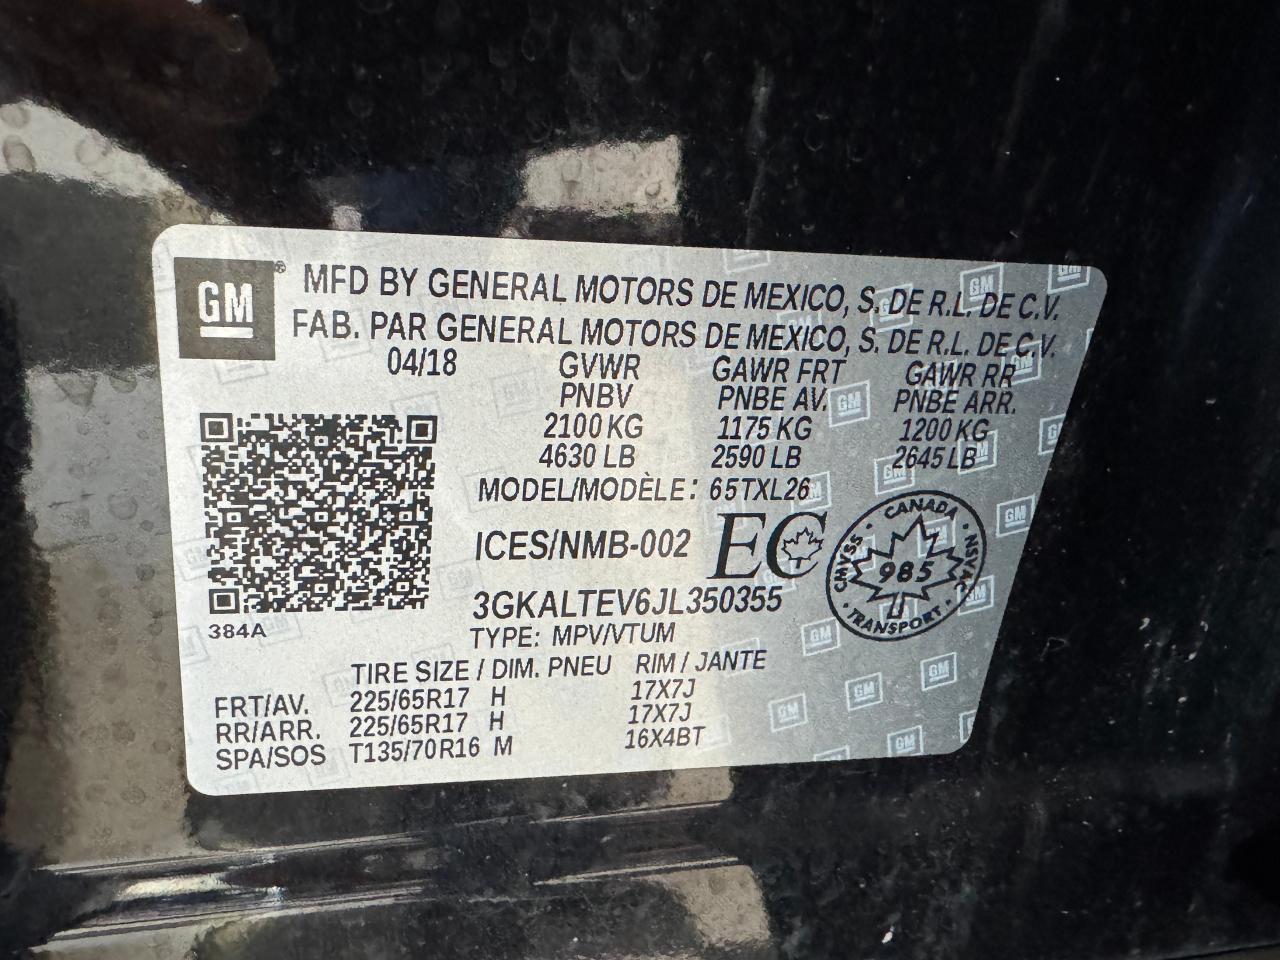 GM ® MFD BY GENERAL MOTORS DE MEXICO, S. DE R.L. DE C.V.
FAB. PAR GENERAL MOTORS DE MEXICO, S. DE R.L. DE C.V.
04/18 GVWR GAWR FRT GAWR RR
PNBV PNBE AV. PNBE ARR.
2100 KG 1175 KG 1200 KG
4630 LB 2590 LB 2645 LB
MODEL/MODÈLE: 65TXL26
ICES/NMB-002 EC
CANADA
CMVSS 985 NSVAC
TRANSPORT
3GKALTEV6JL350355
384A
TYPE: MPV/VTUM
TIRE SIZE / DIM. PNEU RIM / JANTE
FRT/AV. 225/65R17 H 17X7J
RR/ARR. 225/65R17 H 17X7J
SPA/SOS T135/70R16 M 16X4BT